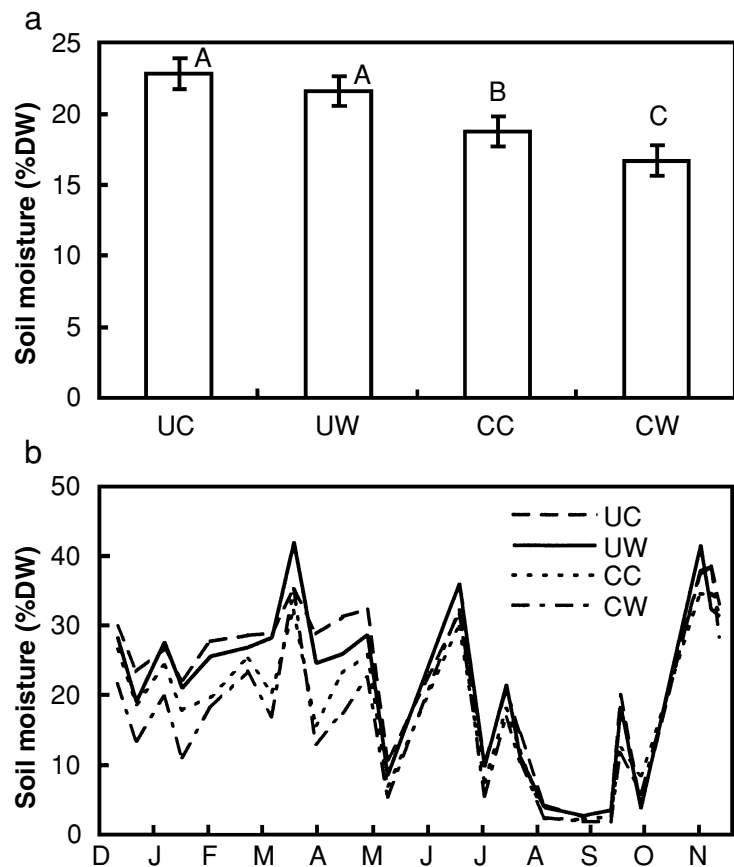 a
25
20
15
10
5
0
Soil moisture (%DW)
A
A
B
C
UC UW CC CW
b
50
40
30
20
10
0
Soil moisture (%DW)
UC
UW
CC
CW
D J F M A M J J A S O N